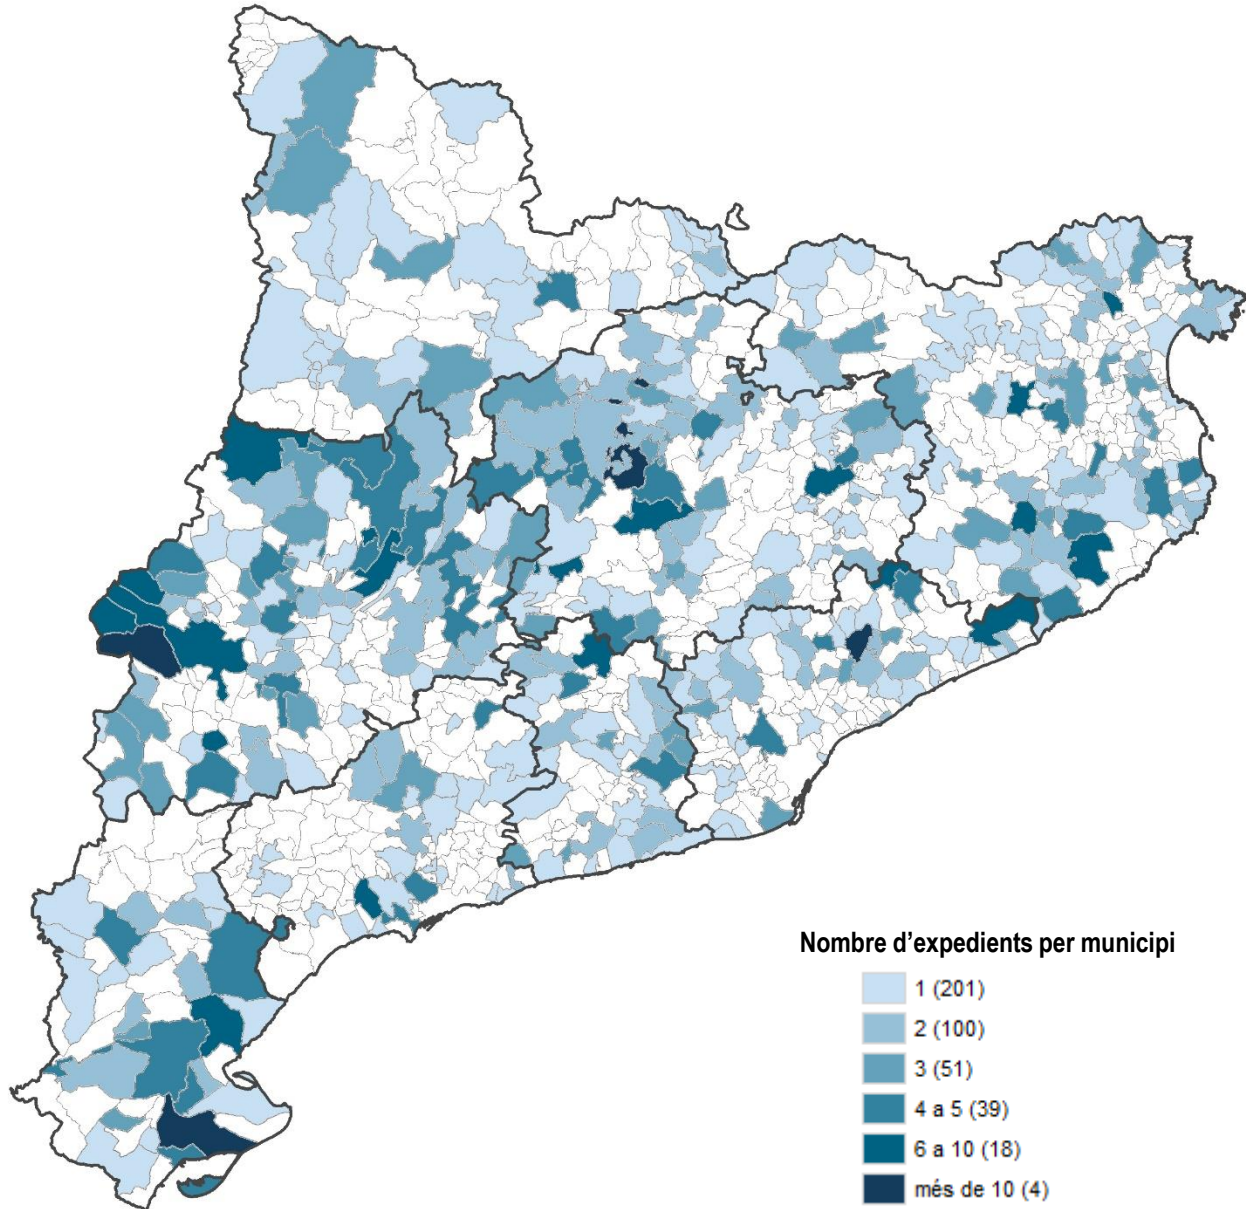 Nombre d’expedients per municipi
1 (201)
2 (100)
3 (51)
4 a 5 (39)
6 a 10 (18)
més de 10 (4)